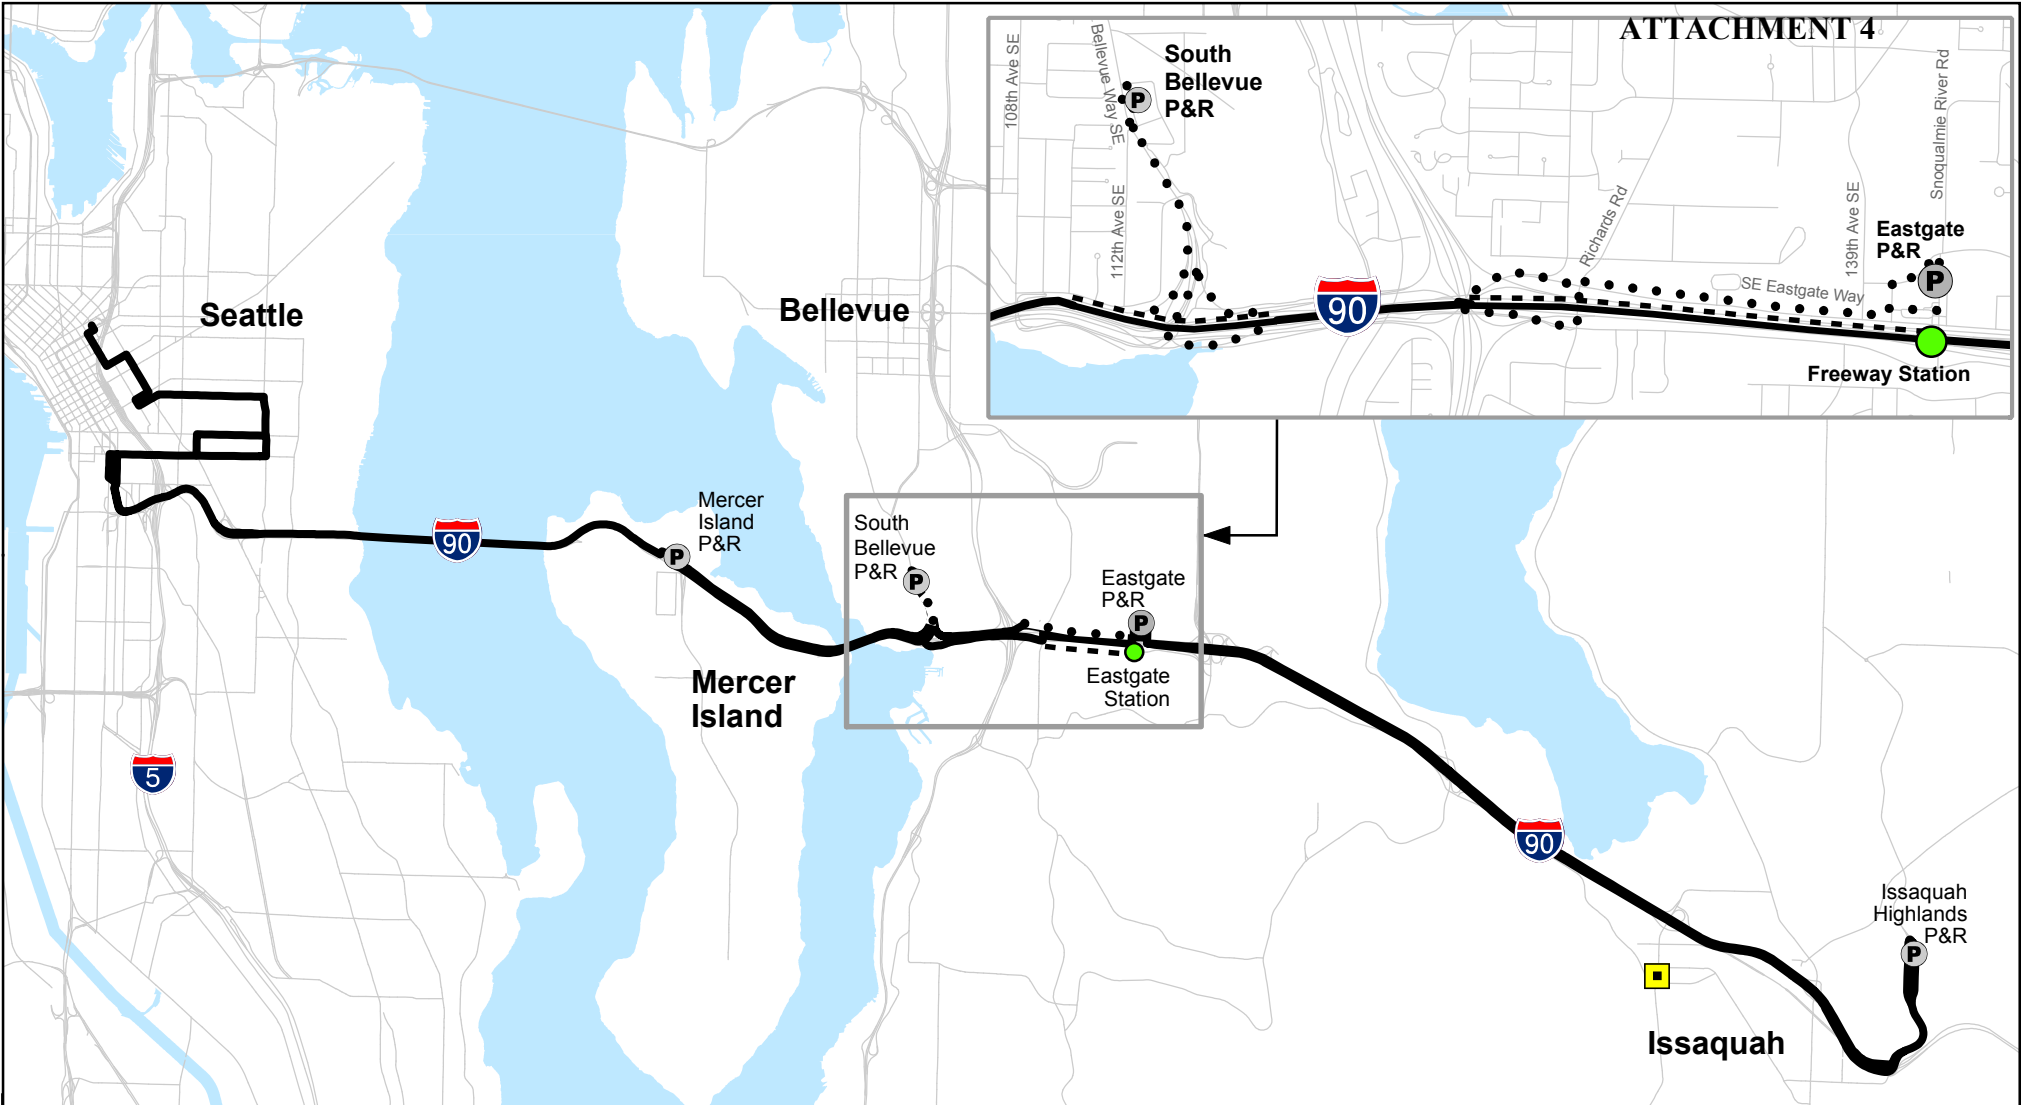 ATTACHMENT 4
108th Ave SE
Bellevue Way SE
South
Bellevue
P&R
P
112th Ave SE
Richards Rd
139th Ave SE
Snoqualmie River Rd
Eastgate
P&R
P
SE Eastgate Way
90
Freeway Station
Seattle
Bellevue
90
Mercer
Island
P&R
P
South
Bellevue
P&R
P
Eastgate
P&R
P
Eastgate
Station
Mercer
Island
5
90
Issaquah
Highlands
P&R
P
Issaquah